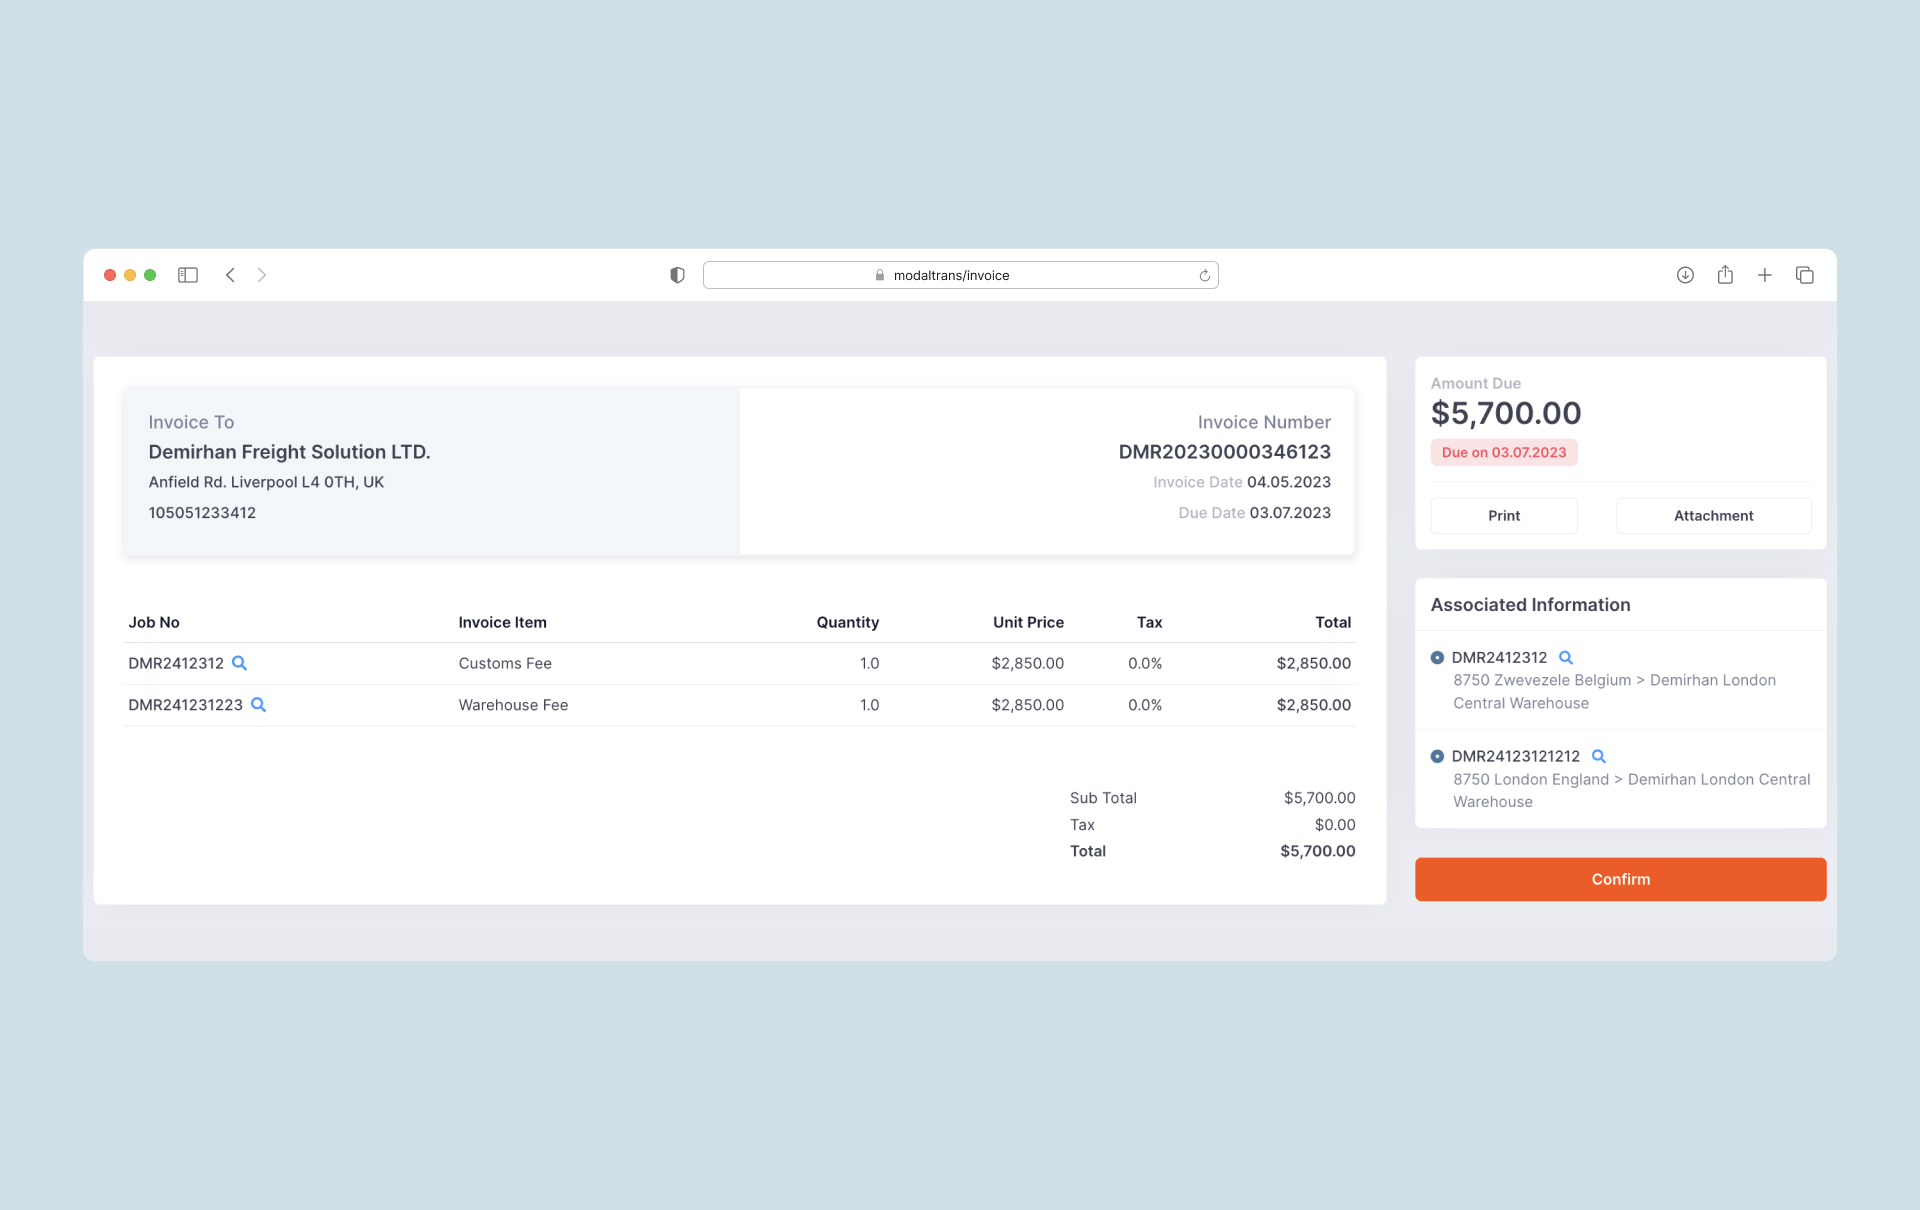 modaltrans/invoice
Invoice To
Demirhan Freight Solution LTD.
Anfield Rd. Liverpool L4 0TH, UK
105051233412
Invoice Number
DMR20230000346123
Invoice Date 04.05.2023
Due Date 03.07.2023
Job No Invoice Item Quantity Unit Price Tax Total
DMR2412312 Customs Fee 1.0 $2,850.00 0.0% $2,850.00
DMR241231223 Warehouse Fee 1.0 $2,850.00 0.0% $2,850.00
Sub Total $5,700.00
Tax $0.00
Total $5,700.00
Amount Due
$5,700.00
Due on 03.07.2023
Print Attachment
Associated Information
DMR2412312
8750 Zwevezele Belgium > Demirhan London
Central Warehouse
DMR24123121212
8750 London England > Demirhan London Central
Warehouse
Confirm